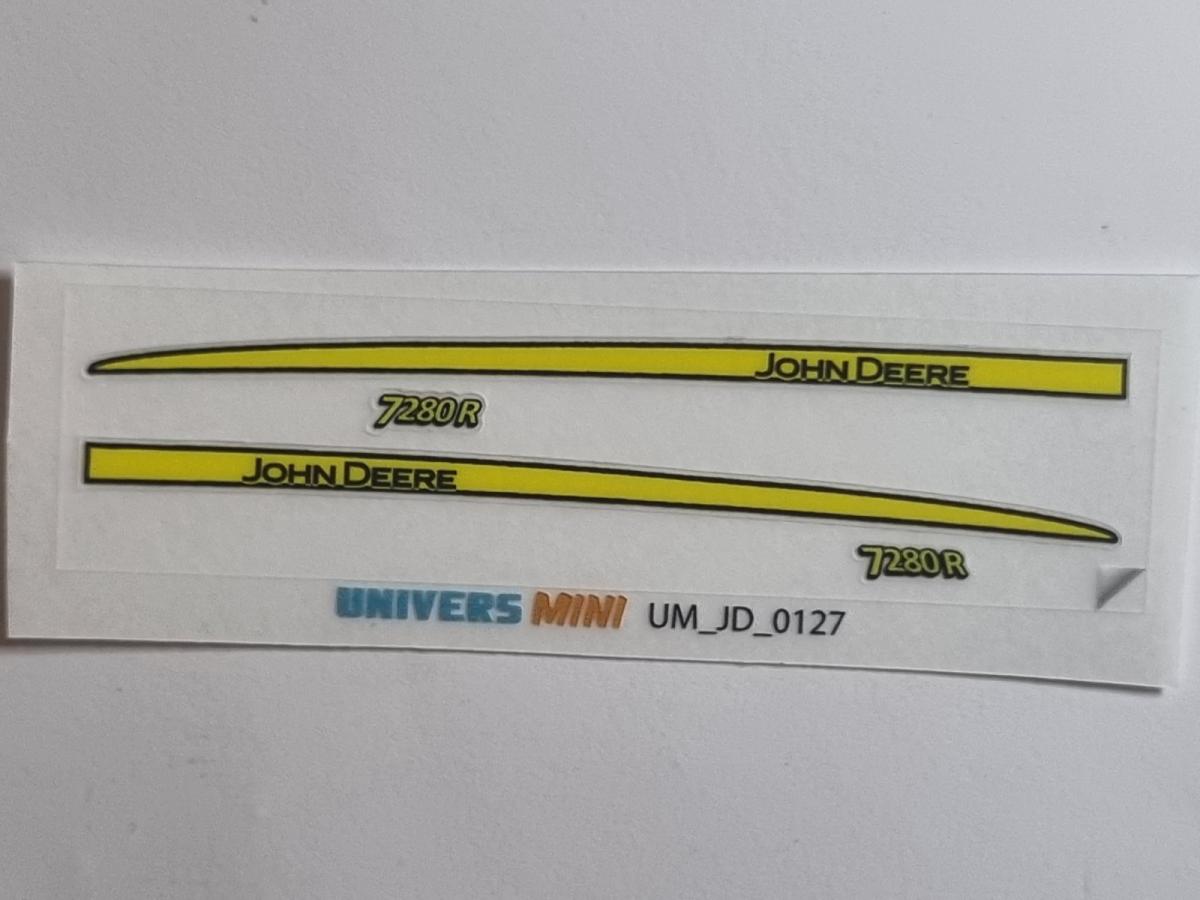 JOHN DEERE
7280R
JOHN DEERE
7280R
UNIVERS MINI UM_JD_0127